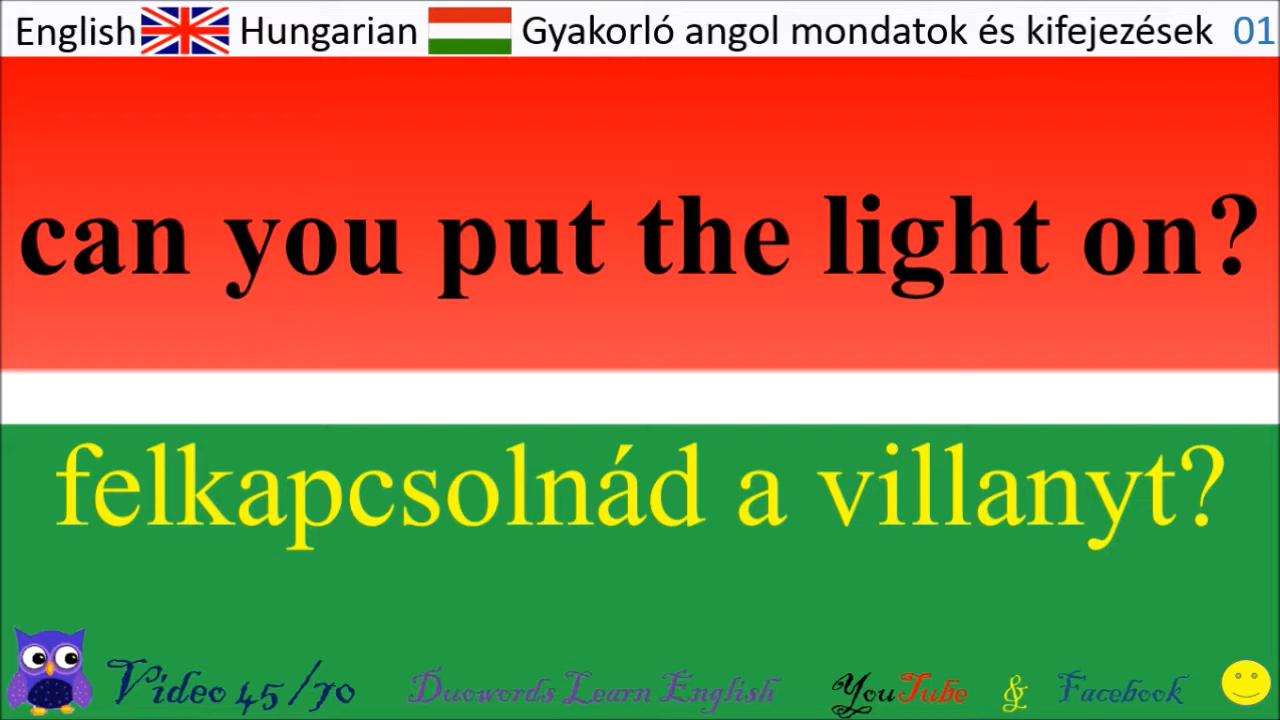 English Hungarian Gyakorló angol mondatok és kifejezések 01
can you put the light on?
felkapcsolnád a villanyt?
Video 45/70 Duowords Learn English YouTube & Facebook